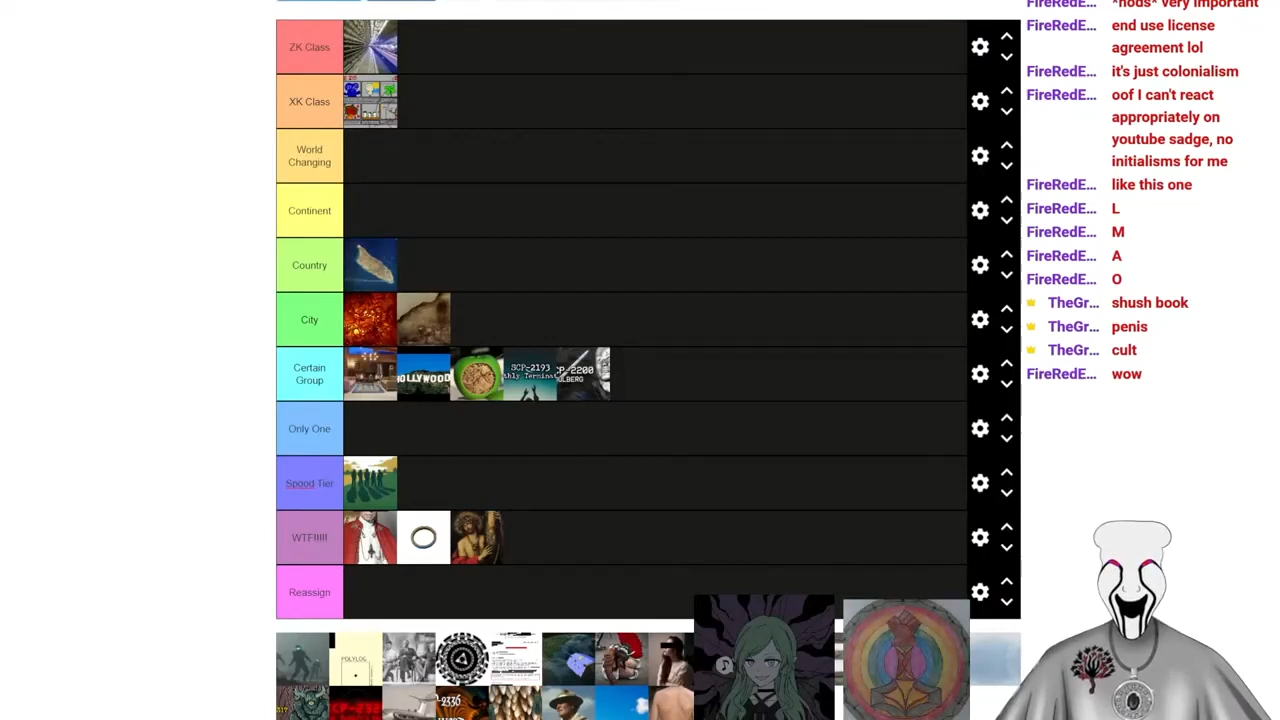 *nods* very important
FireRedE... end use license
agreement lol
FireRedE... it's just colonialism
FireRedE... oof I can't react
appropriately on
youtube sadge, no
initialisms for me
FireRedE... like this one
FireRedE... L
FireRedE... M
FireRedE... A
FireRedE... O
TheGr... shush book
TheGr... penis
TheGr... cult
FireRedE... wow
ZK Class
XK Class
World
Changing
Continent
Country
City
Certain
Group
HOLLYWOOD
SCP-2193
P-2200
Only One
Spood Tier
WTF!!!!!
Reassign
POLYLOG
2336